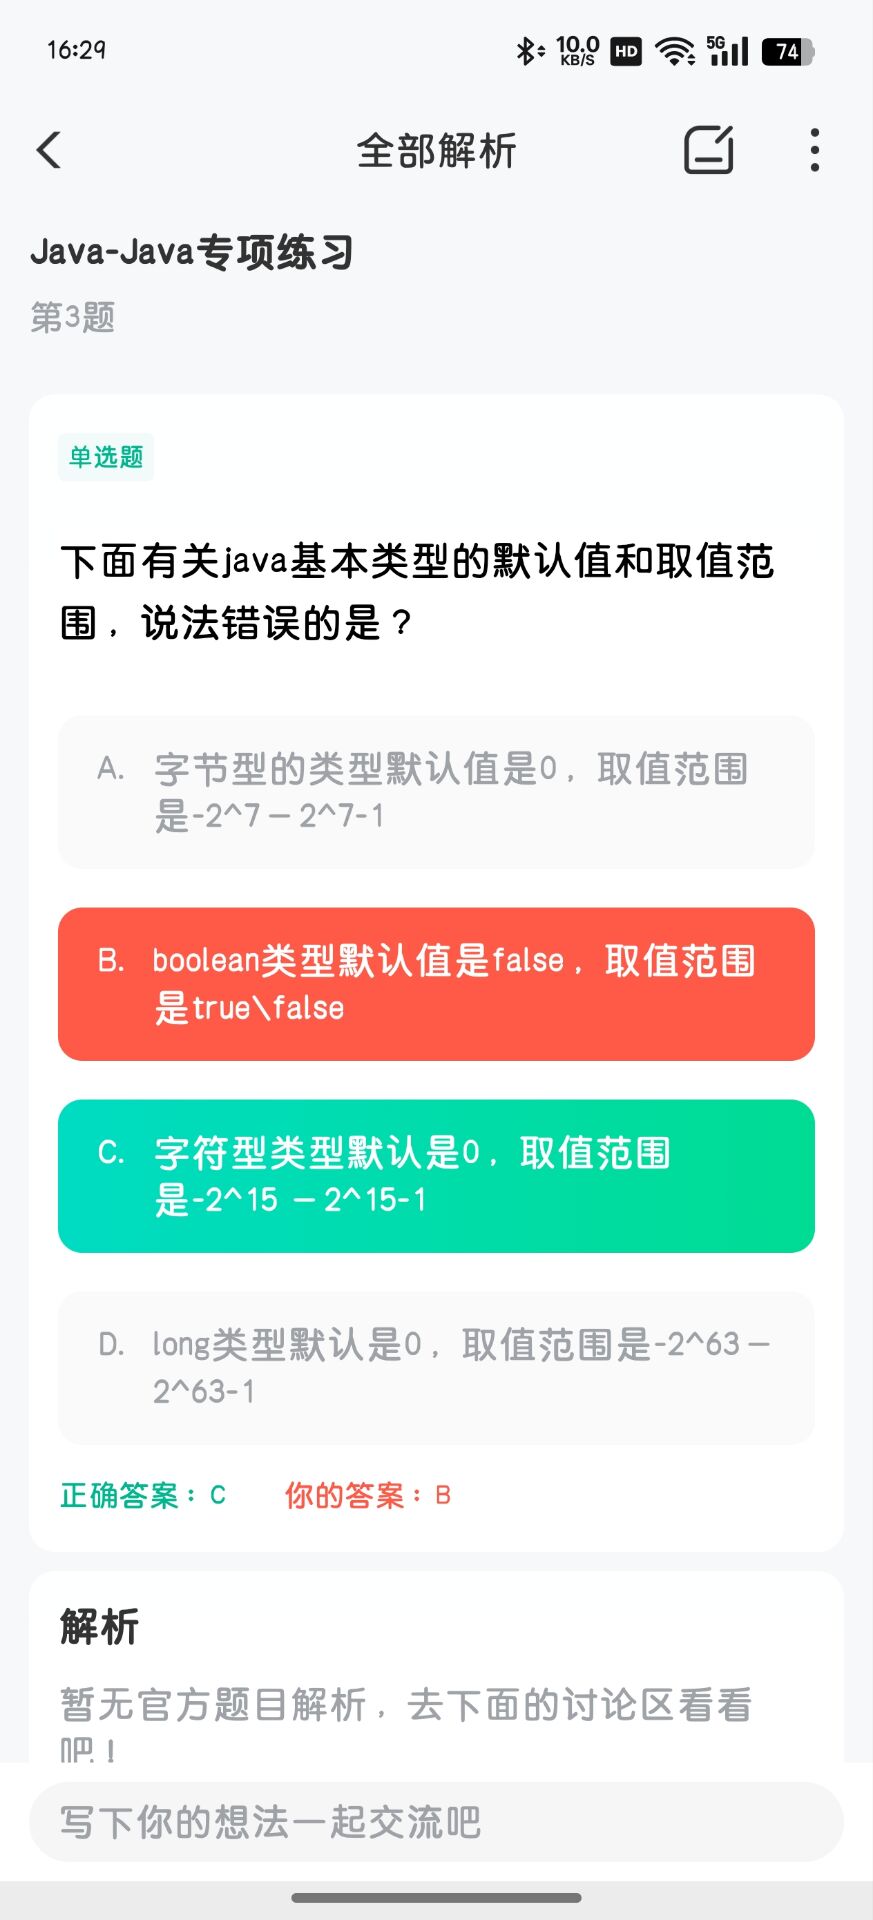 16:29
10.0 KB/S HD 5G 74
全部解析
Java-Java专项练习
第3题
单选题
下面有关java基本类型的默认值和取值范
围，说法错误的是？
A. 字节型的类型默认值是0，取值范围
是-2^7—2^7-1
B. boolean类型默认值是false，取值范围
是true\false
C. 字符型类型默认是0，取值范围
是-2^15 —2^15-1
D. long类型默认是0，取值范围是-2^63—
2^63-1
正确答案：C 你的答案：B
解析
暂无官方题目解析，去下面的讨论区看看
吧！
写下你的想法一起交流吧